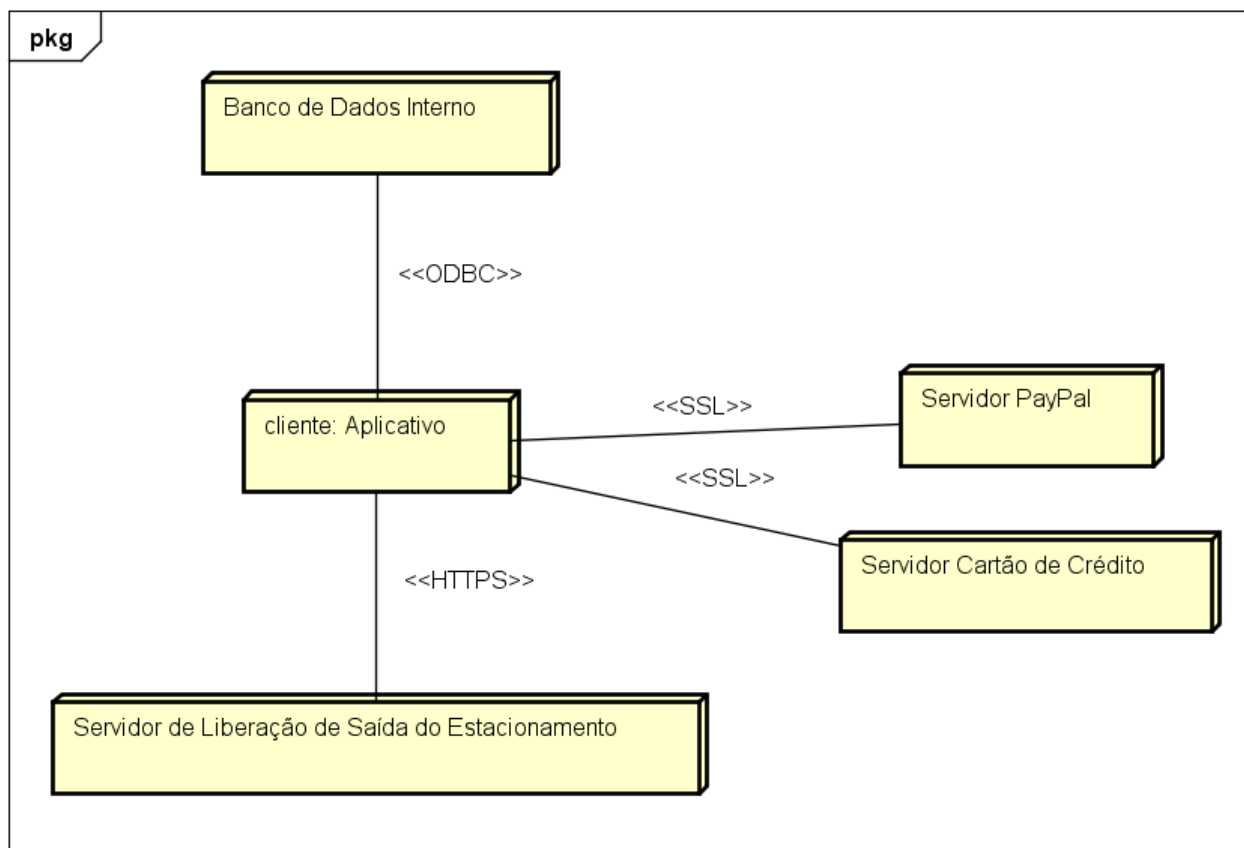 pkg
Banco de Dados Interno
<<ODBC>>
cliente: Aplicativo
<<SSL>>
Servidor PayPal
<<SSL>>
Servidor Cartão de Crédito
<<HTTPS>>
Servidor de Liberação de Saída do Estacionamento